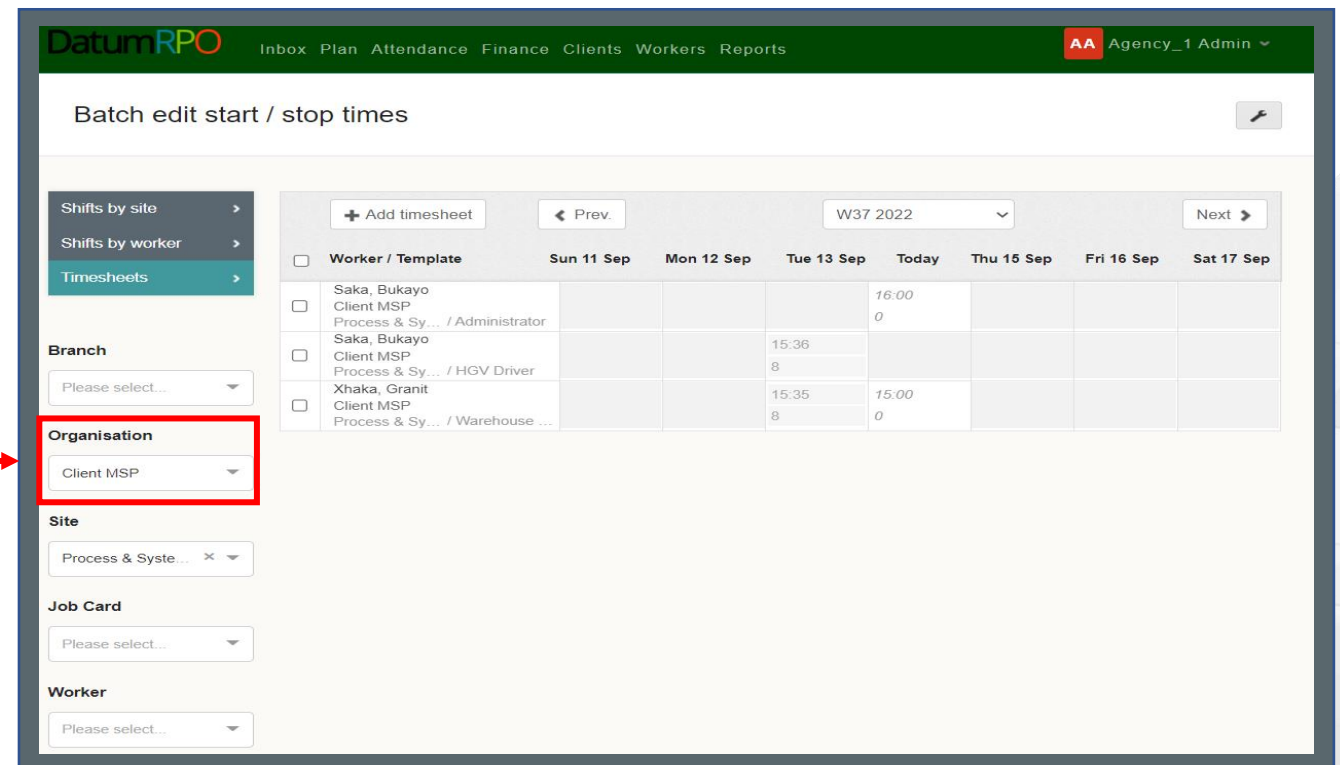 DatumRPO Inbox Plan Attendance Finance Clients Workers Reports AA Agency_1 Admin
Batch edit start / stop times
Shifts by site
Shifts by worker
Timesheets
Branch
Please select...
Organisation
Client MSP
Site
Process & Syste...
Job Card
Please select...
Worker
Please select...
Add timesheet Prev. W37 2022 Next
Worker / Template Sun 11 Sep Mon 12 Sep Tue 13 Sep Today Thu 15 Sep Fri 16 Sep Sat 17 Sep
Saka, Bukayo
Client MSP 16:00
Process & Sy... / Administrator 0
Saka, Bukayo 15:36
Client MSP
Process & Sy... / HGV Driver 8
Xhaka, Granit 15:35 15:00
Client MSP
Process & Sy... / Warehouse ... 8 0